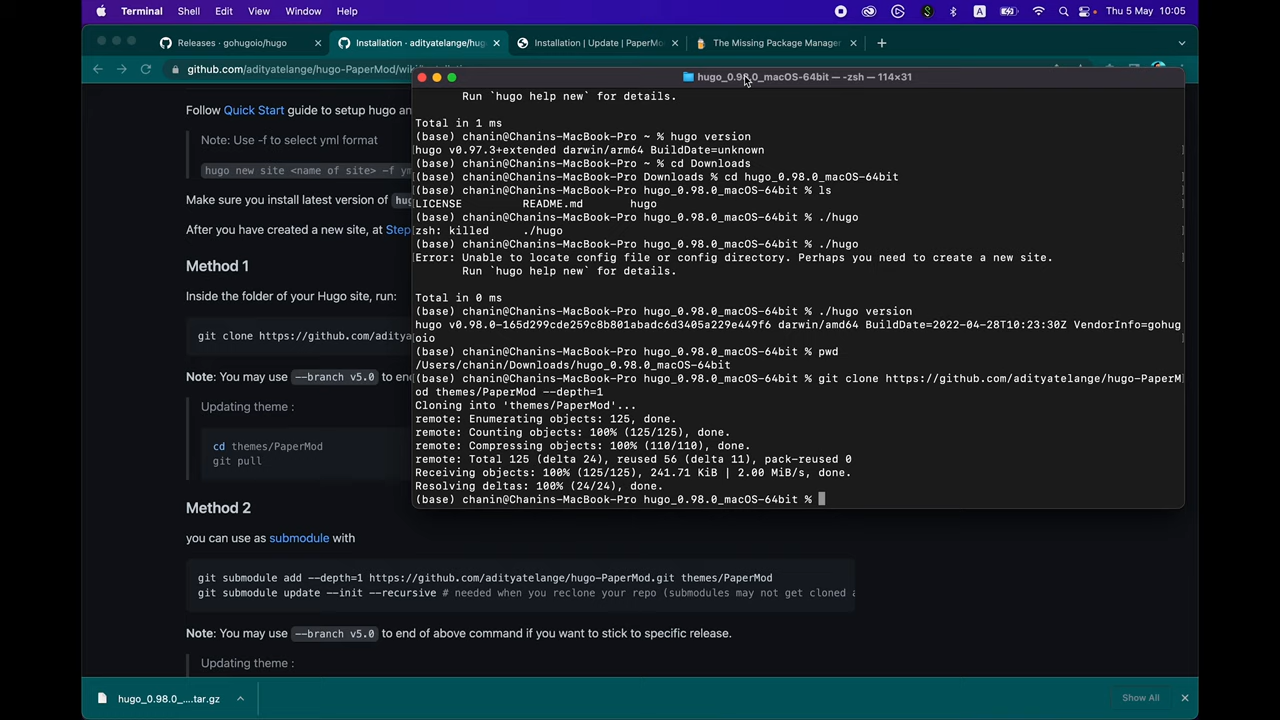 Terminal Shell Edit View Window Help A Thu 5 May 10:05
Releases · gohugoio/hugo
Installation · adityatelange/hug
Installation | Update | PaperMo
The Missing Package Manager
github.com/adityatelange/hugo-PaperMod/wiki/
Follow Quick Start guide to setup hugo an
Note: Use -f to select yml format
hugo new site <name of site> -f ym
Make sure you install latest version of hug
After you have created a new site, at Step
Method 1
Inside the folder of your Hugo site, run:
git clone https://github.com/aditya
Note: You may use --branch v5.0 to en
Updating theme :
cd themes/PaperMod
git pull
Method 2
you can use as submodule with
git submodule add --depth=1 https://github.com/adityatelange/hugo-PaperMod.git themes/PaperMod
git submodule update --init --recursive # needed when you reclone your repo (submodules may not get cloned a
Note: You may use --branch v5.0 to end of above command if you want to stick to specific release.
Updating theme :
hugo_0.98.0_macOS-64bit — -zsh — 114×31
Run `hugo help new` for details.
Total in 1 ms
(base) chanin@Chanins-MacBook-Pro ~ % hugo version
hugo v0.97.3+extended darwin/arm64 BuildDate=unknown
(base) chanin@Chanins-MacBook-Pro ~ % cd Downloads
(base) chanin@Chanins-MacBook-Pro Downloads % cd hugo_0.98.0_macOS-64bit
(base) chanin@Chanins-MacBook-Pro hugo_0.98.0_macOS-64bit % ls
LICENSE README.md hugo
(base) chanin@Chanins-MacBook-Pro hugo_0.98.0_macOS-64bit % ./hugo
zsh: killed ./hugo
(base) chanin@Chanins-MacBook-Pro hugo_0.98.0_macOS-64bit % ./hugo
Error: Unable to locate config file or config directory. Perhaps you need to create a new site.
Run `hugo help new` for details.
Total in 0 ms
(base) chanin@Chanins-MacBook-Pro hugo_0.98.0_macOS-64bit % ./hugo version
hugo v0.98.0-165d299cde259c8b801abadc6d3405a229e449f6 darwin/amd64 BuildDate=2022-04-28T10:23:30Z VendorInfo=gohug
oio
(base) chanin@Chanins-MacBook-Pro hugo_0.98.0_macOS-64bit % pwd
/Users/chanin/Downloads/hugo_0.98.0_macOS-64bit
(base) chanin@Chanins-MacBook-Pro hugo_0.98.0_macOS-64bit % git clone https://github.com/adityatelange/hugo-PaperM
od themes/PaperMod --depth=1
Cloning into 'themes/PaperMod'...
remote: Enumerating objects: 125, done.
remote: Counting objects: 100% (125/125), done.
remote: Compressing objects: 100% (110/110), done.
remote: Total 125 (delta 24), reused 56 (delta 11), pack-reused 0
Receiving objects: 100% (125/125), 241.71 KiB | 2.00 MiB/s, done.
Resolving deltas: 100% (24/24), done.
(base) chanin@Chanins-MacBook-Pro hugo_0.98.0_macOS-64bit %
hugo_0.98.0_....tar.gz
Show All